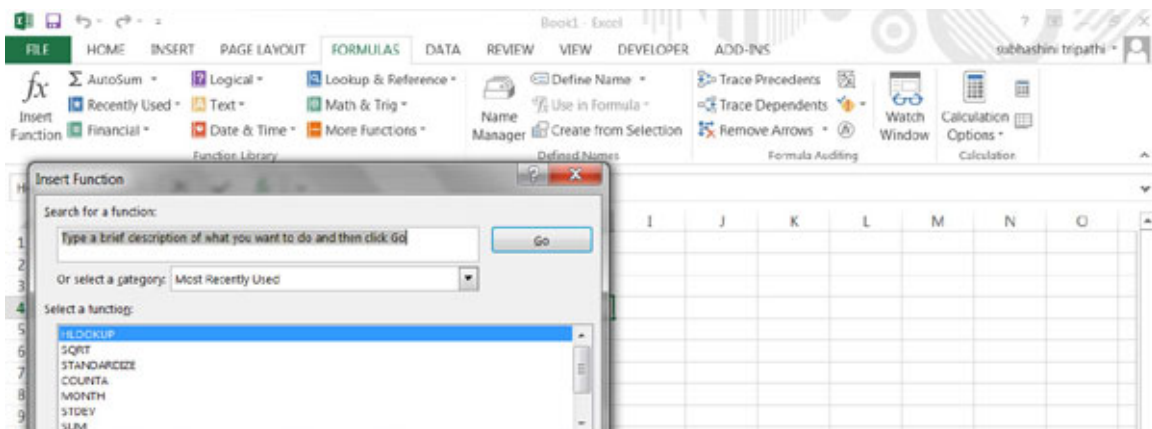 Book1 - Excel
FILE HOME INSERT PAGE LAYOUT FORMULAS DATA REVIEW VIEW DEVELOPER ADD-INS subhashini tripathi
fx Insert Function
Σ AutoSum
Recently Used
Financial
Logical
Text
Date & Time
Lookup & Reference
Math & Trig
More Functions
Function Library
Name Manager
Define Name
Use in Formula
Create from Selection
Defined Names
Trace Precedents
Trace Dependents
Remove Arrows
Watch Window
Formula Auditing
Calculation Options
Calculation
Insert Function
Search for a function:
Type a brief description of what you want to do and then click Go
Go
Or select a category: Most Recently Used
Select a function:
HLOOKUP
SQRT
STANDARDIZE
COUNTA
MONTH
STDEV
SUM
I J K L M N O
1
2
3
4
5
6
7
8
9